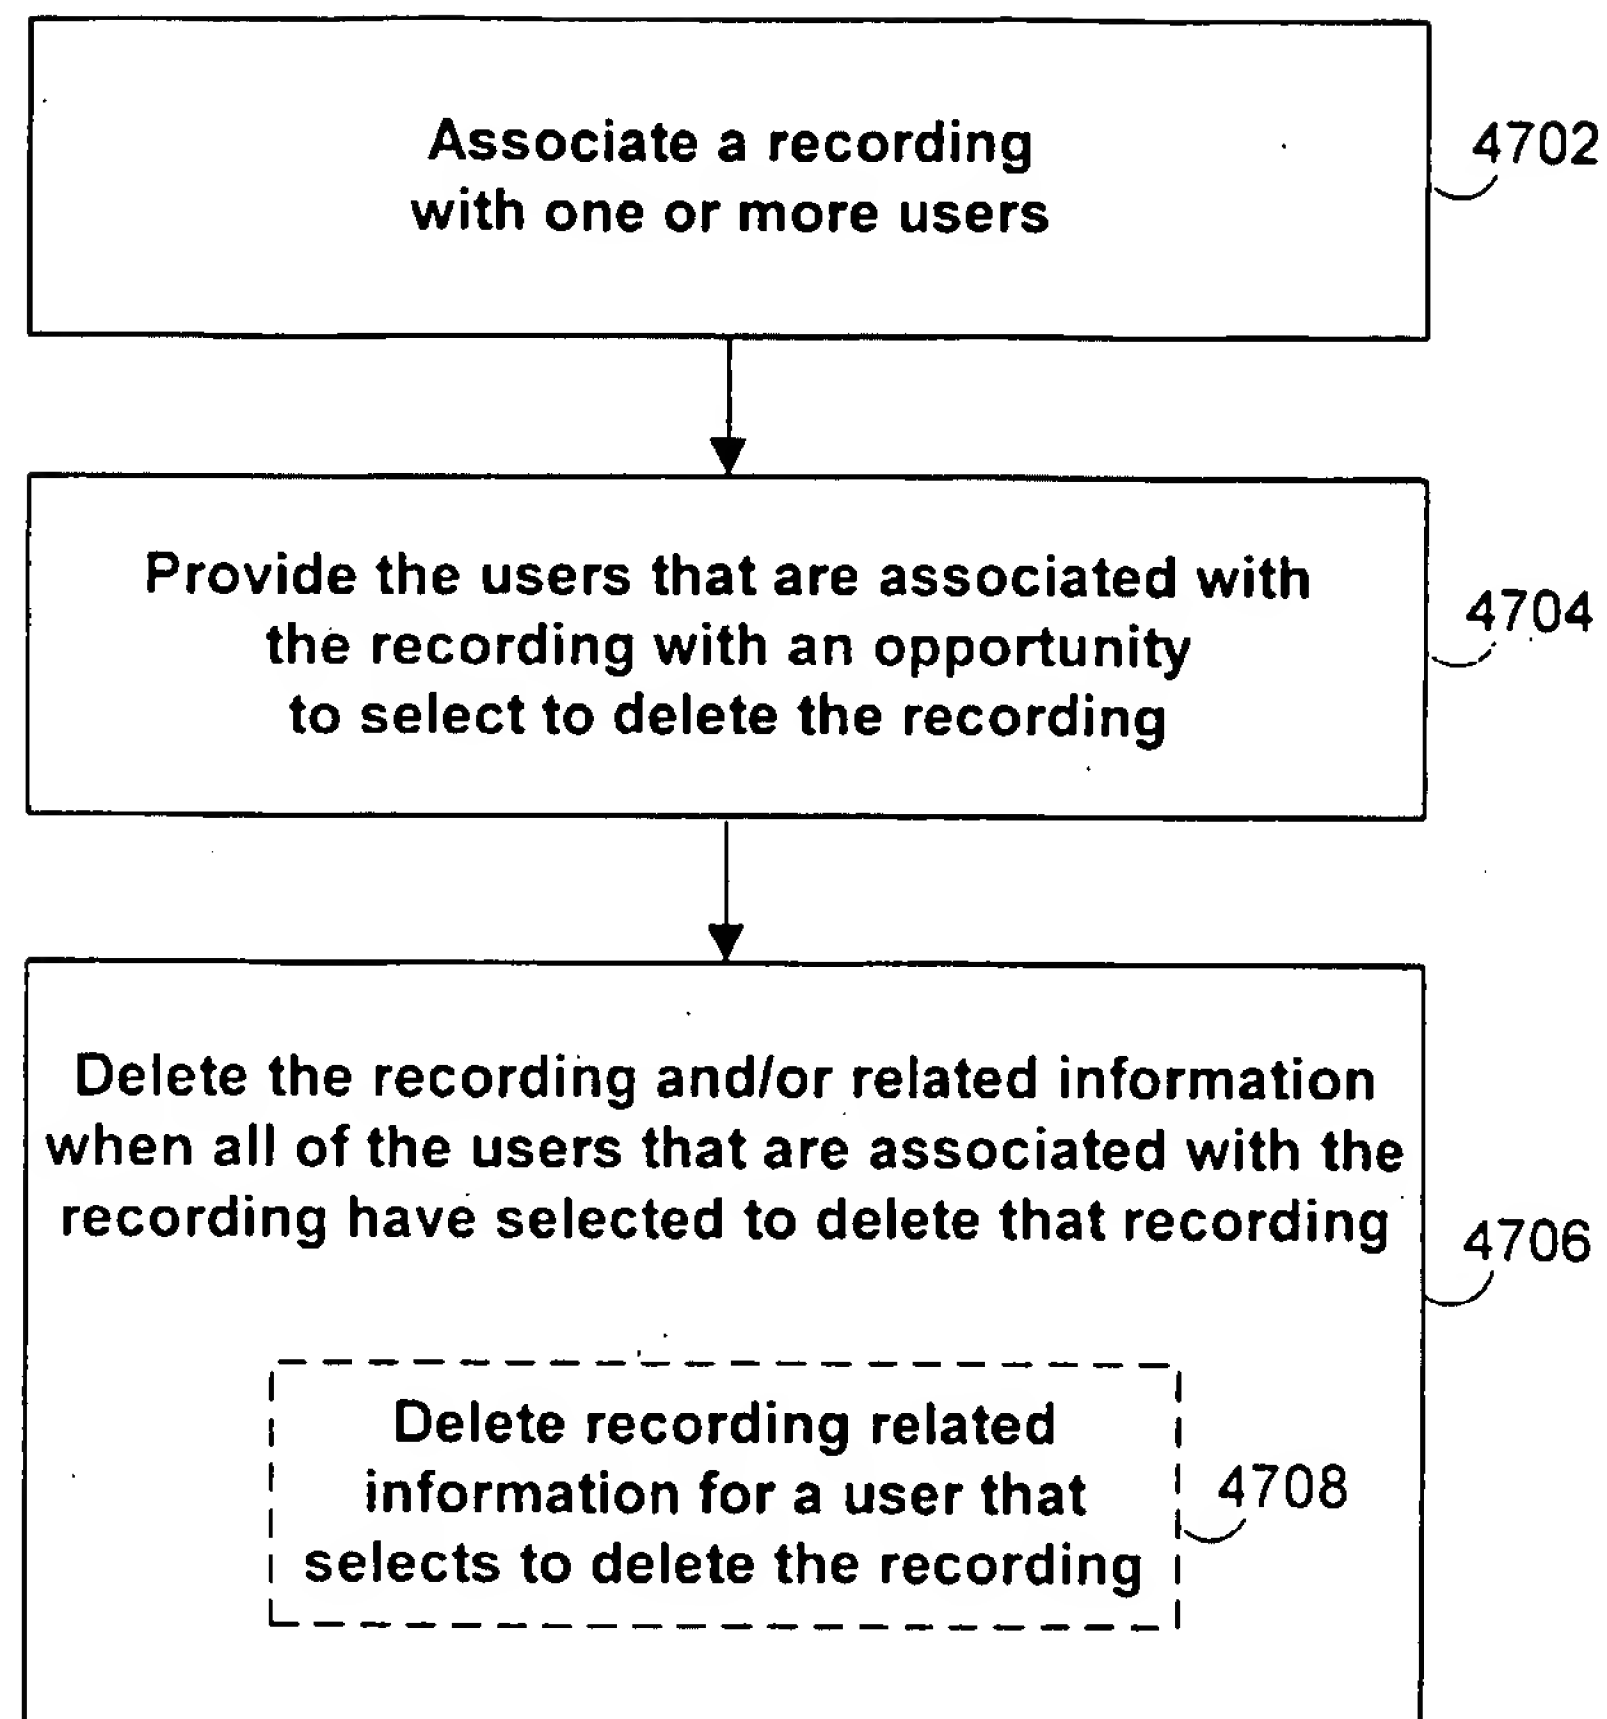 Associate a recording
with one or more users
4702
Provide the users that are associated with
the recording with an opportunity
to select to delete the recording
4704
Delete the recording and/or related information
when all of the users that are associated with the
recording have selected to delete that recording
4706
Delete recording related
information for a user that
selects to delete the recording
4708